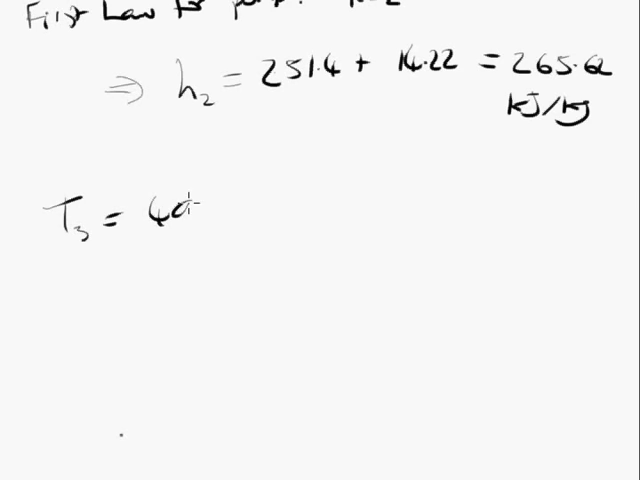 First Law for pump:
⇒ h₂ = 251.4 + 14.22 = 265.62
kJ/kg
T₃ = 40